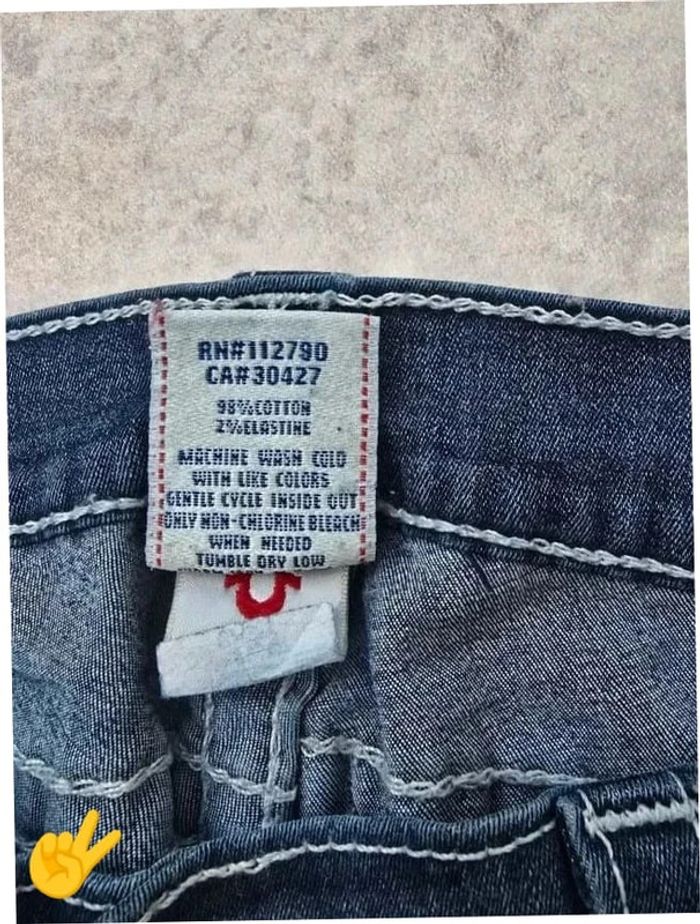 RN#112790
CA#30427
98%COTTON
2%ELASTINE
MACHINE WASH COLD
WITH LIKE COLORS
GENTLE CYCLE INSIDE OUT
ONLY NON-CHLORINE BLEACH
WHEN NEEDED
TUMBLE DRY LOW